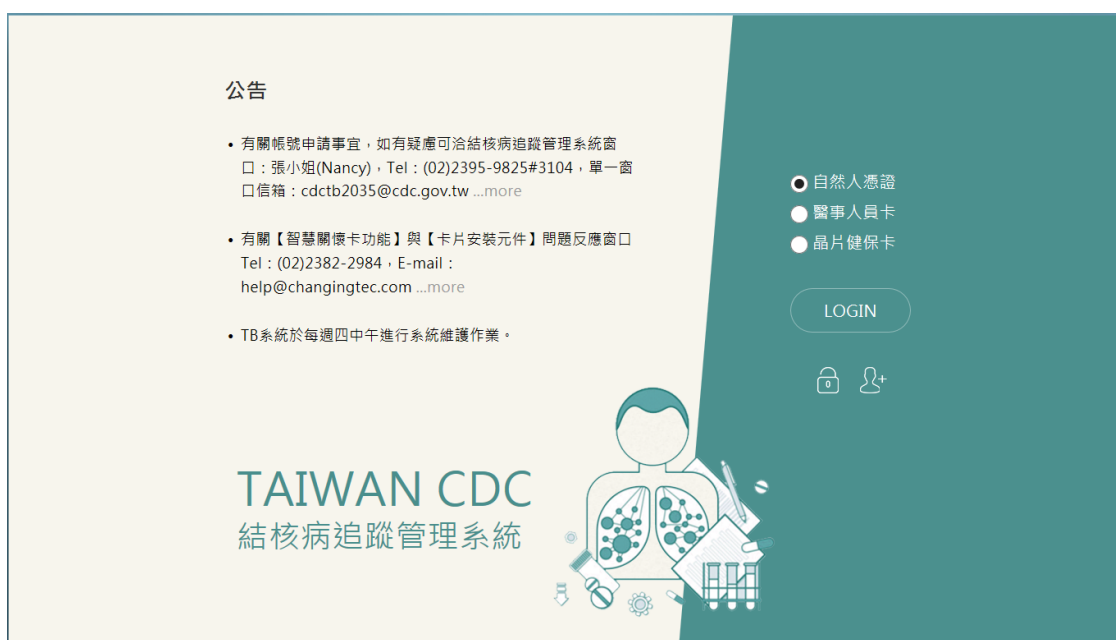 公告
• 有關帳號申請事宜，如有疑慮可洽結核病追蹤管理系統窗
口：張小姐(Nancy)，Tel：(02)2395-9825#3104，單一窗
口信箱：cdctb2035@cdc.gov.tw ...more
• 有關【智慧關懷卡功能】與【卡片安裝元件】問題反應窗口
Tel：(02)2382-2984，E-mail：
help@changingtec.com ...more
• TB系統於每週四中午進行系統維護作業。
TAIWAN CDC
結核病追蹤管理系統
自然人憑證
醫事人員卡
晶片健保卡
LOGIN